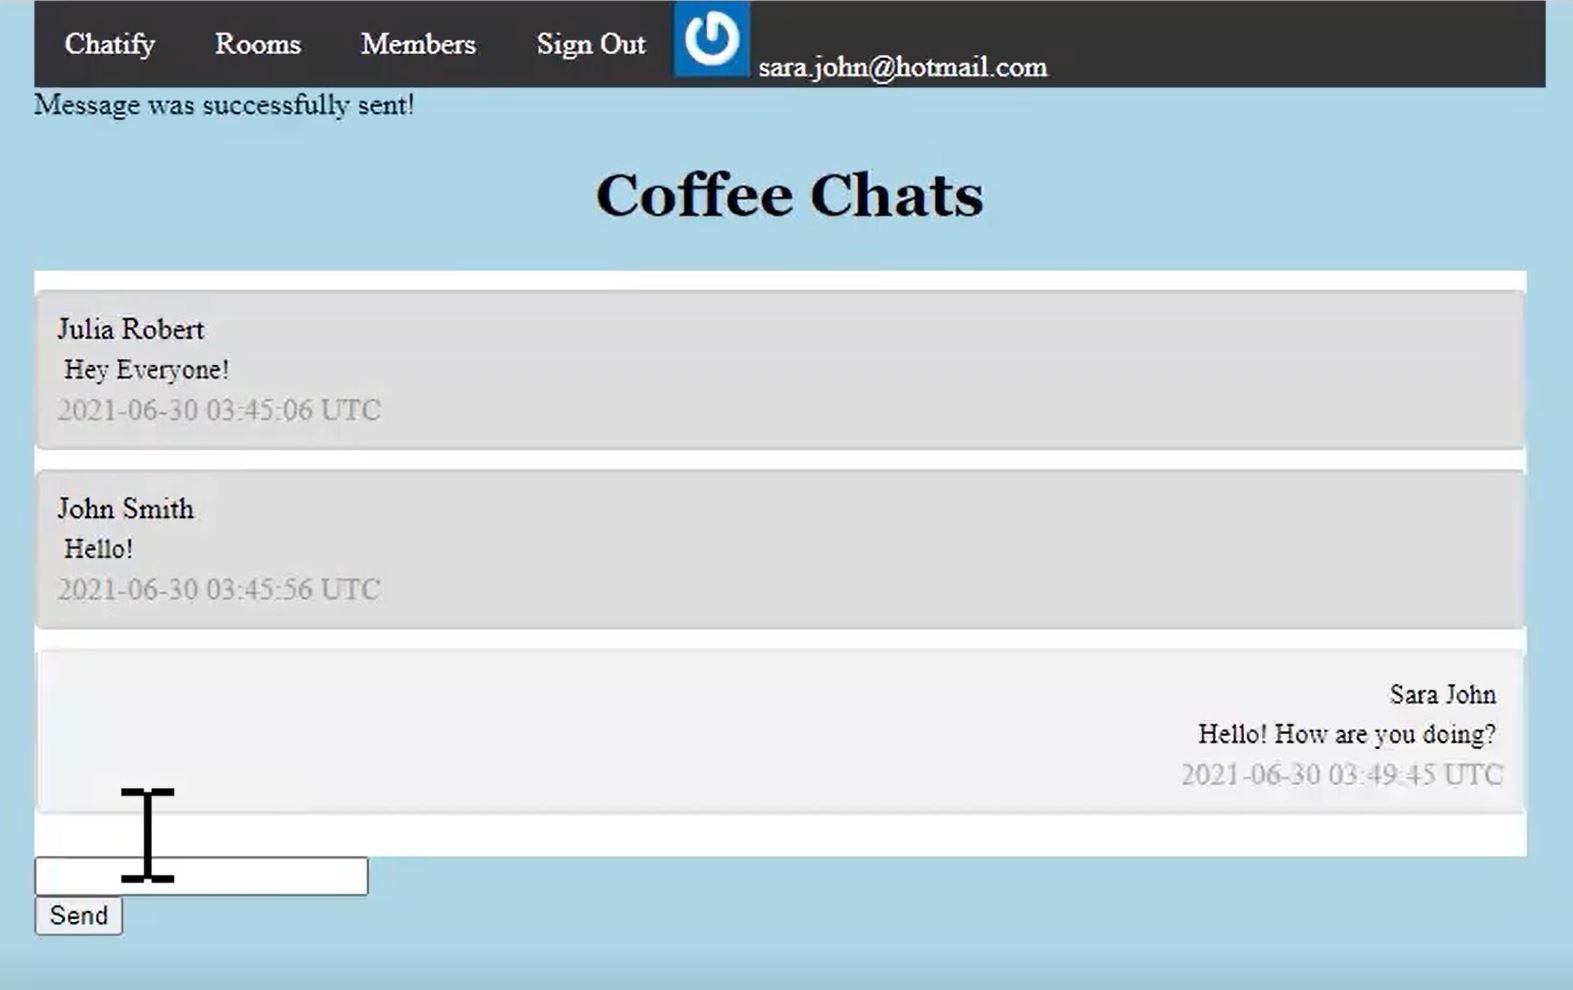 Chatify Rooms Members Sign Out sara.john@hotmail.com
Message was successfully sent!
Coffee Chats
Julia Robert
Hey Everyone!
2021-06-30 03:45:06 UTC
John Smith
Hello!
2021-06-30 03:45:56 UTC
Sara John
Hello! How are you doing?
2021-06-30 03:49:45 UTC
Send